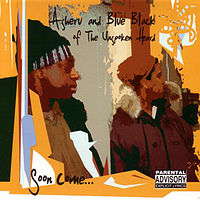 Asheru and Blue Black
of The Unspoken Heard
Soon Come...
PARENTAL
ADVISORY
EXPLICIT LYRICS